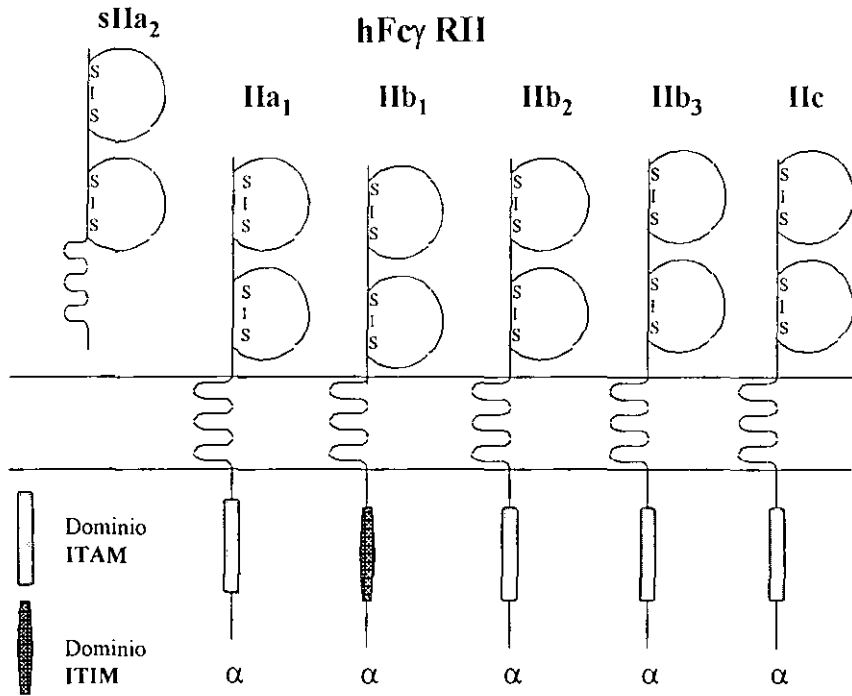 sIIa₂
hFcγ RII
IIa₁
IIb₁
IIb₂
IIb₃
IIc
S I S
S I S
S I S
S I S
S I S
S I S
S I S
S I S
S I S
S I S
S I S
S I S
Dominio
ITAM
Dominio
ITIM
α
α
α
α
α